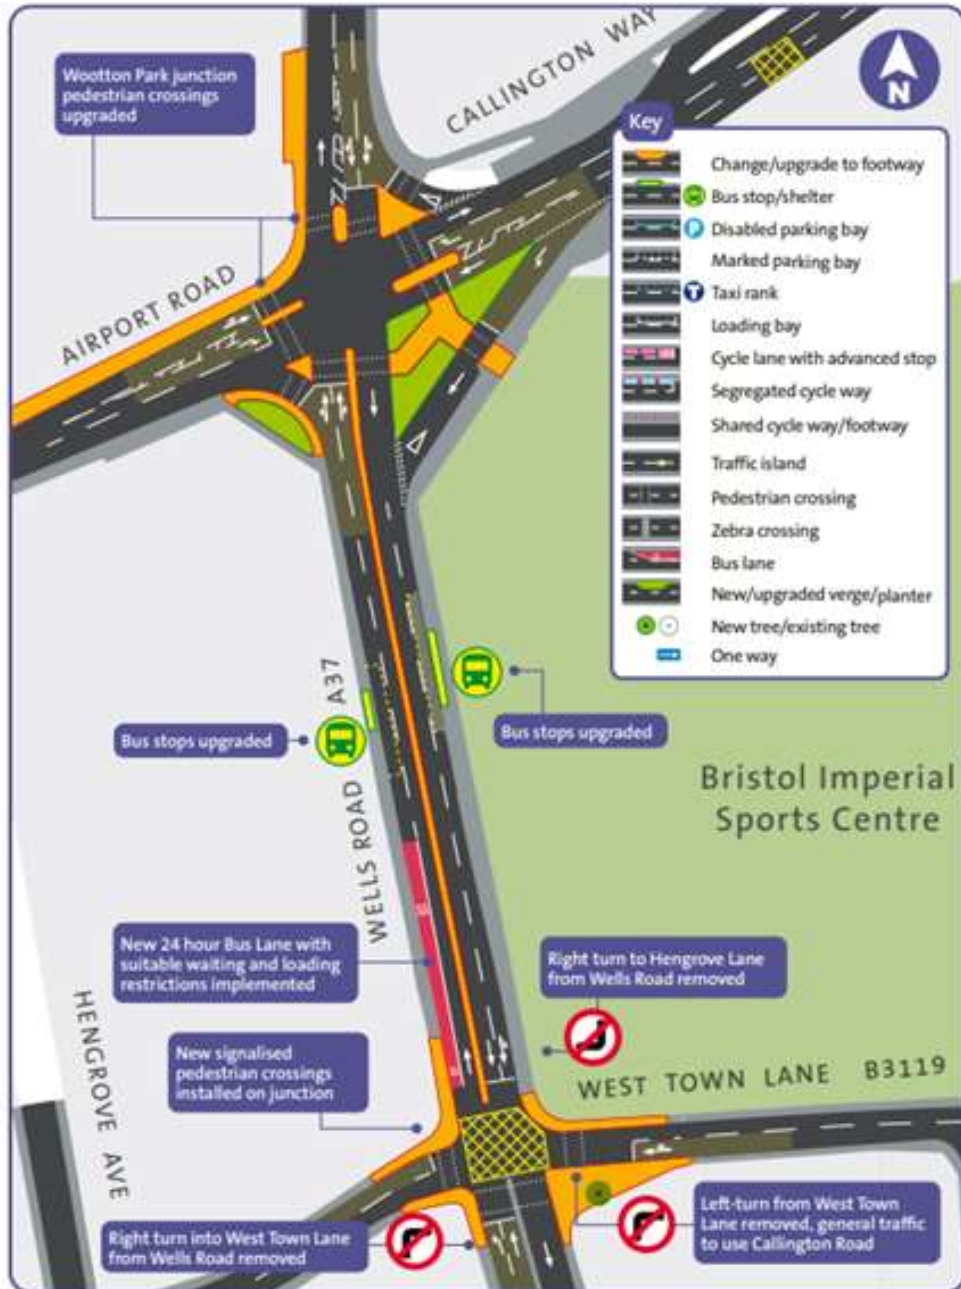 Wootton Park junction
pedestrian crossings
upgraded
CALLINGTON WAY
N
Key
Change/upgrade to footway
Bus stop/shelter
P
Disabled parking bay
Marked parking bay
T
Taxi rank
Loading bay
Cycle lane with advanced stop
Segregated cycle way
Shared cycle way/footway
Traffic island
Pedestrian crossing
Zebra crossing
Bus lane
New/upgraded verge/planter
New tree/existing tree
One way
AIRPORT ROAD
WELLS ROAD A37
Bus stops upgraded
Bus stops upgraded
Bristol Imperial
Sports Centre
New 24 hour Bus Lane with
suitable waiting and loading
restrictions implemented
Right turn to Hengrove Lane
from Wells Road removed
HENGROVE AVE
New signalised
pedestrian crossings
installed on junction
WEST TOWN LANE B3119
Right turn into West Town Lane
from Wells Road removed
Left-turn from West Town
Lane removed, general traffic
to use Callington Road